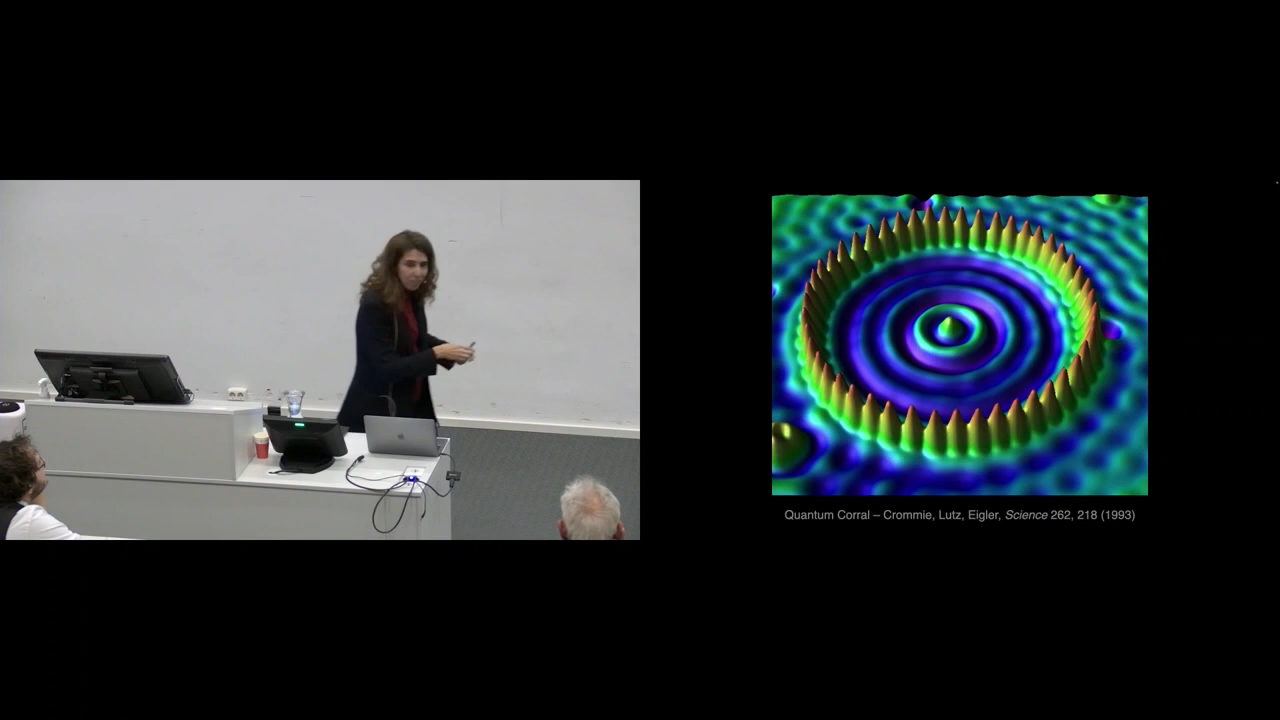 Quantum Corral – Crommie, Lutz, Eigler, Science 262, 218 (1993)